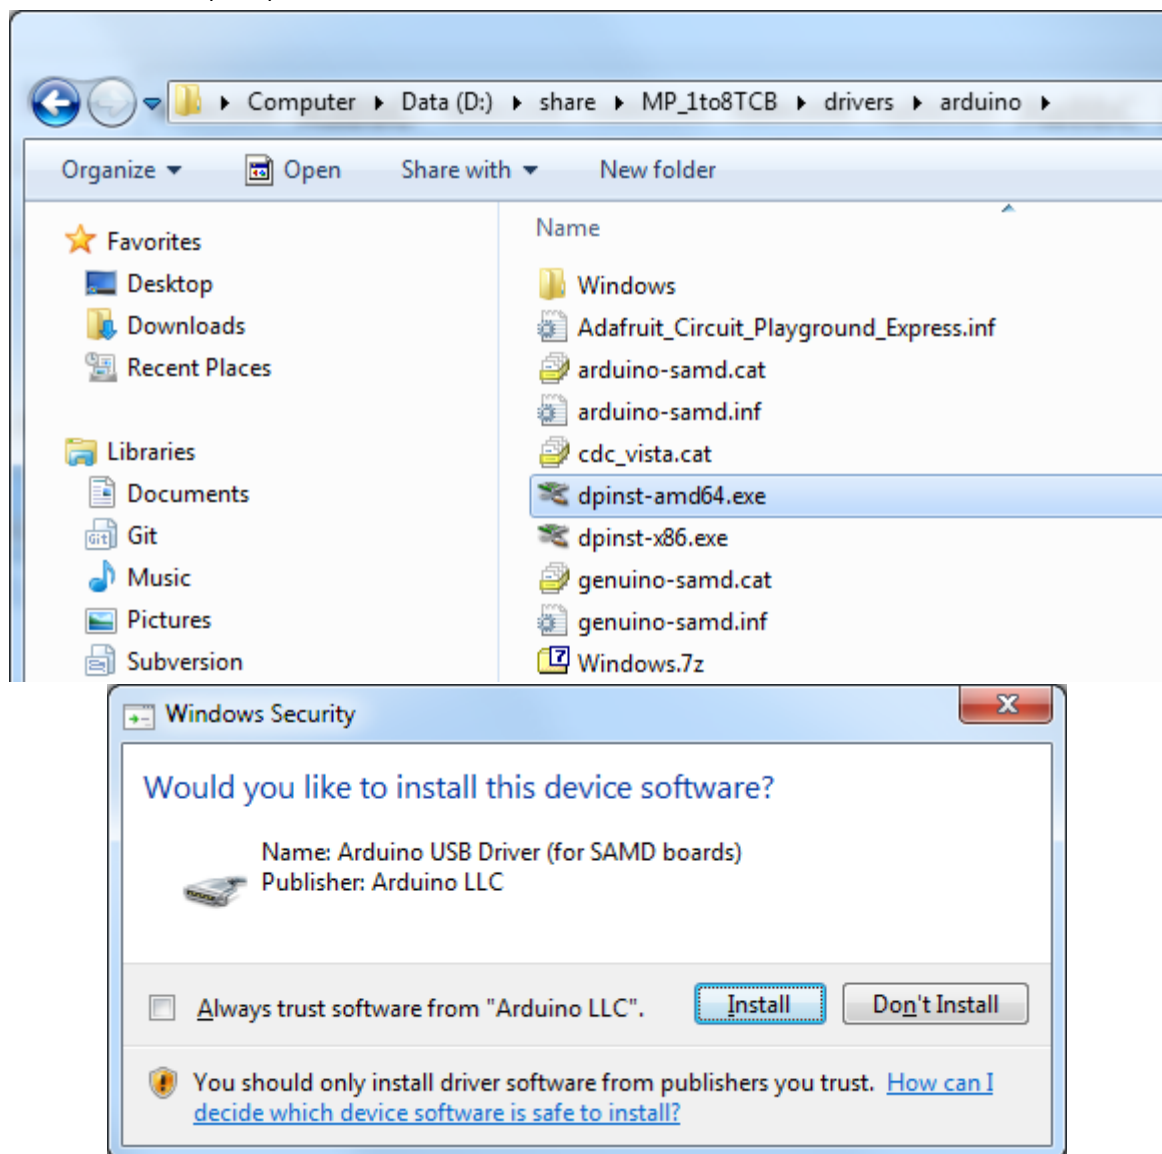 Computer Data (D:) share MP_1to8TCB drivers arduino
Organize Open Share with New folder
Favorites
Desktop
Downloads
Recent Places
Libraries
Documents
Git
Music
Pictures
Subversion
Name
Windows
Adafruit_Circuit_Playground_Express.inf
arduino-samd.cat
arduino-samd.inf
cdc_vista.cat
dpinst-amd64.exe
dpinst-x86.exe
genuino-samd.cat
genuino-samd.inf
Windows.7z
Windows Security
Would you like to install this device software?
Name: Arduino USB Driver (for SAMD boards)
Publisher: Arduino LLC
Always trust software from "Arduino LLC". Install Don't Install
You should only install driver software from publishers you trust. How can I
decide which device software is safe to install?